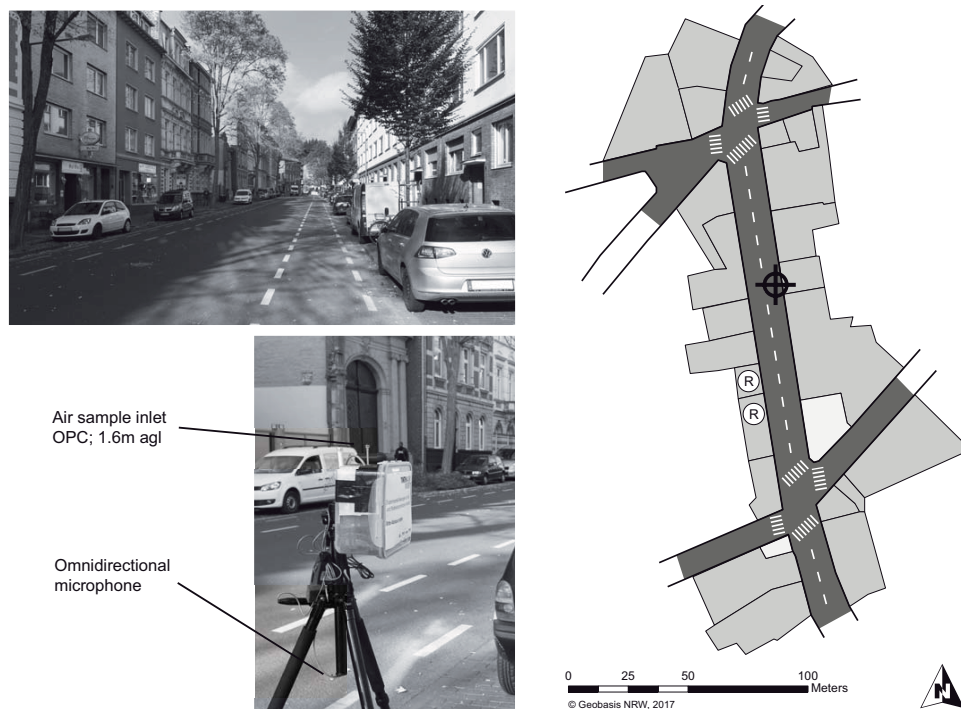 Air sample inlet
OPC; 1.6m agl
Omnidirectional
microphone
R
R
0 25 50 100
Meters
© Geobasis NRW, 2017
N